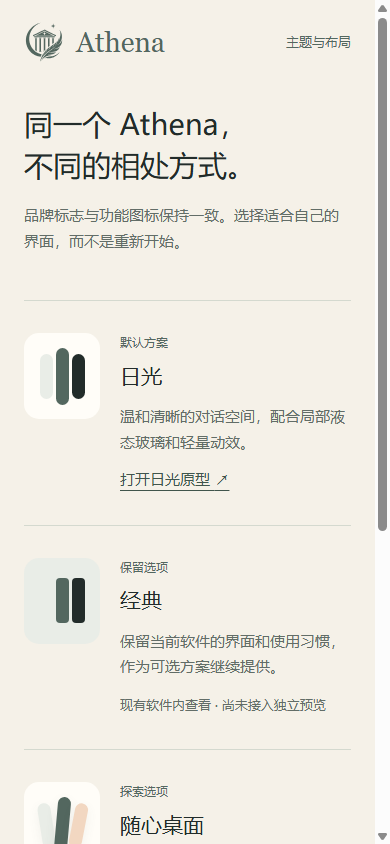 Athena
主题与布局
同一个 Athena，
不同的相处方式。
品牌标志与功能图标保持一致。选择适合自己的
界面，而不是重新开始。
默认方案
日光
温和清晰的对话空间，配合局部液
态玻璃和轻量动效。
打开日光原型 ↗
保留选项
经典
保留当前软件的界面和使用习惯，
作为可选方案继续提供。
现有软件内查看 · 尚未接入独立预览
探索选项
随心桌面